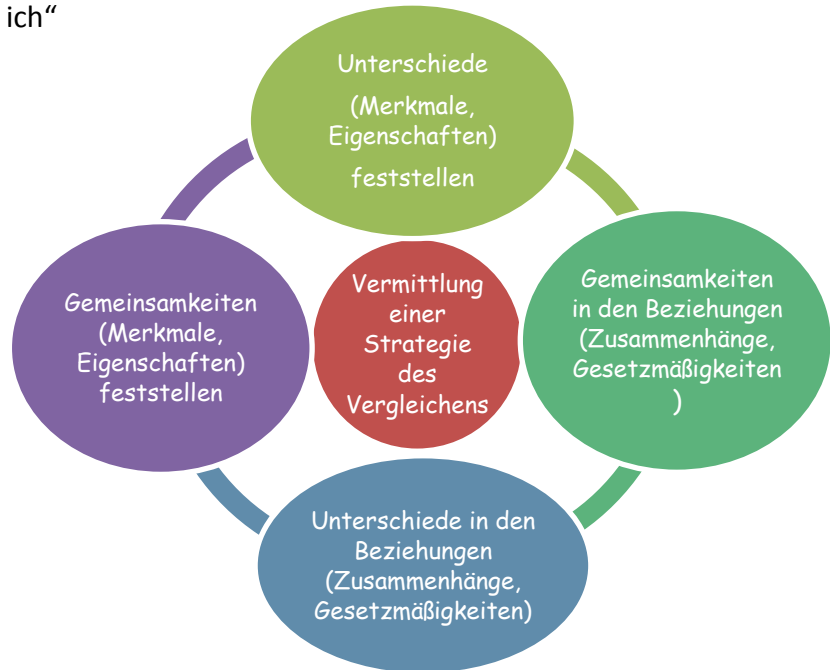 ich“
Unterschiede
(Merkmale,
Eigenschaften)
feststellen
Gemeinsamkeiten
(Merkmale,
Eigenschaften)
feststellen
Vermittlung
einer
Strategie
des
Vergleichens
Gemeinsamkeiten
in den Beziehungen
(Zusammenhänge,
Gesetzmäßigkeiten
)
Unterschiede in den
Beziehungen
(Zusammenhänge,
Gesetzmäßigkeiten)